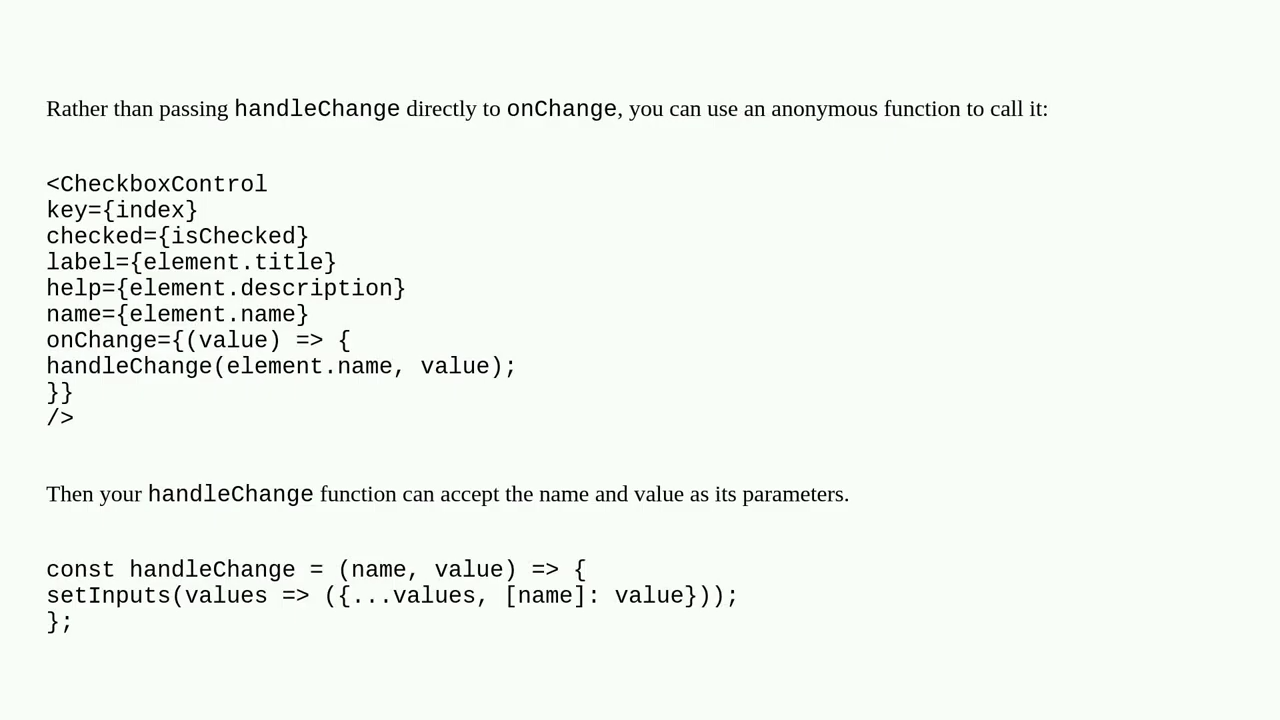 Rather than passing handleChange directly to onChange, you can use an anonymous function to call it:
<CheckboxControl
key={index}
checked={isChecked}
label={element.title}
help={element.description}
name={element.name}
onChange={(value) => {
handleChange(element.name, value);
}}
/>
Then your handleChange function can accept the name and value as its parameters.
const handleChange = (name, value) => {
setInputs(values => ({...values, [name]: value}));
};